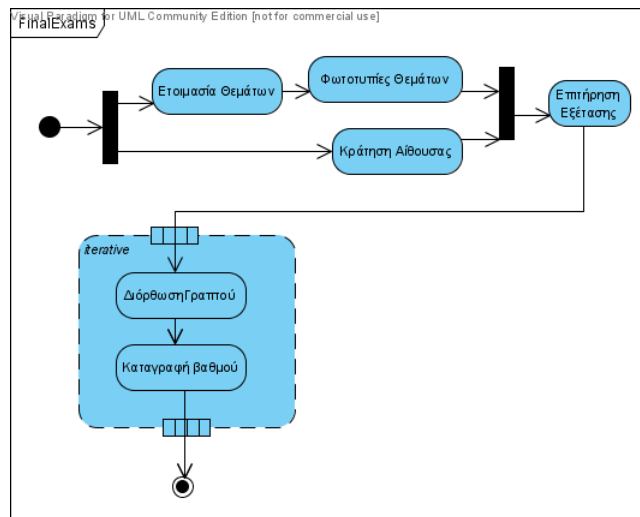 Visual Paradigm for UML Community Edition [not for commercial use]
FinalExams
Ετοιμασία Θεμάτων
Φωτοτυπίες Θεμάτων
Επιτήρηση
Εξέτασης
Κράτηση Αίθουσας
iterative
ΔιόρθωσηΓραπτού
Καταγραφή βαθμού